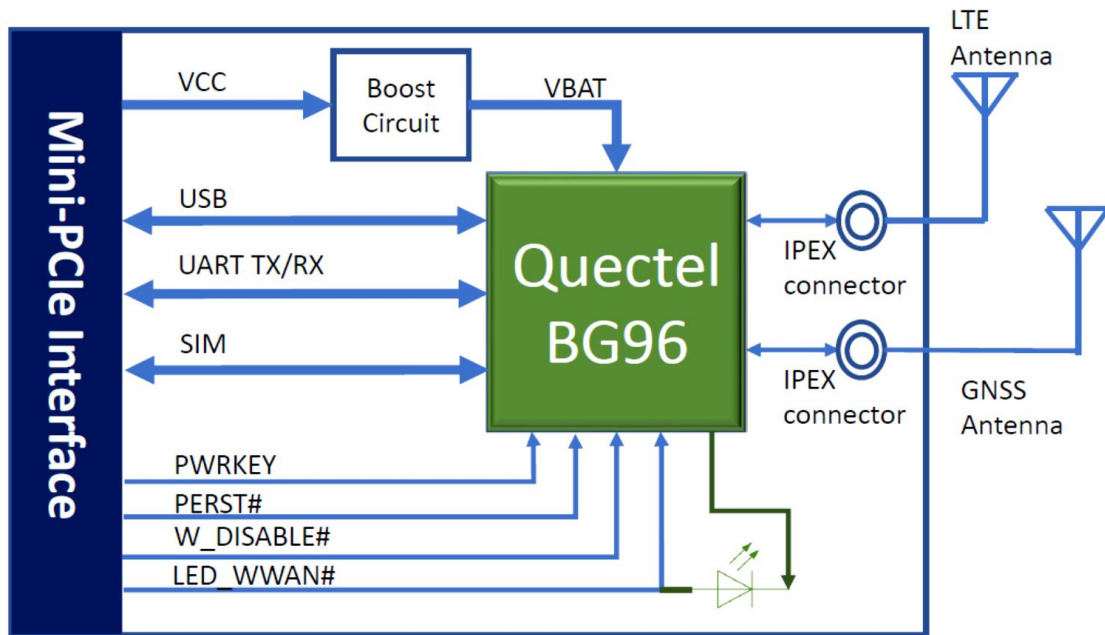 LTE
Antenna
VCC
Boost
Circuit
VBAT
Mini-PCIe Interface
USB
UART TX/RX
SIM
Quectel
BG96
IPEX
connector
IPEX
connector
GNSS
Antenna
PWRKEY
PERST#
W_DISABLE#
LED_WWAN#